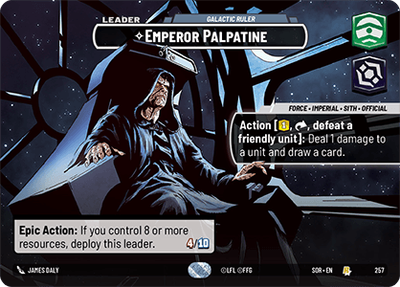 LEADER
GALACTIC RULER
EMPEROR PALPATINE
FORCE • IMPERIAL • SITH • OFFICIAL
Action [1, , defeat a
friendly unit]: Deal 1 damage to
a unit and draw a card.
Epic Action: If you control 8 or more
resources, deploy this leader.
4/10
JAMES DALY
©LFL ©FFG
SOR • EN
257